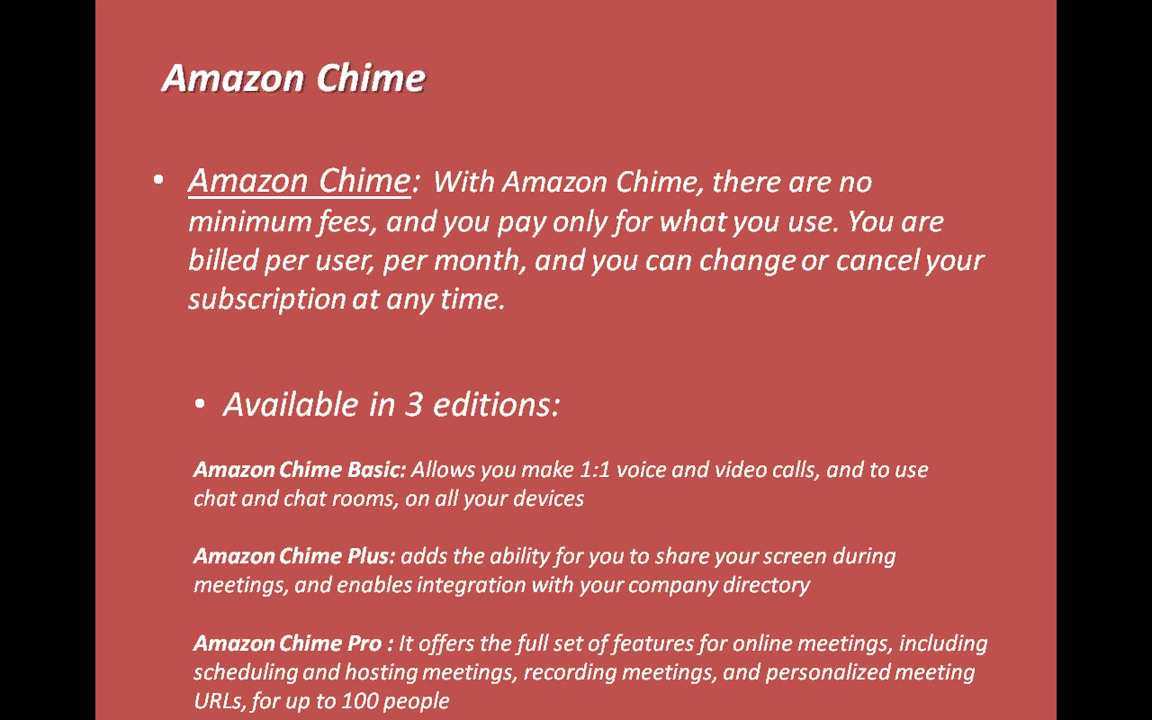 Amazon Chime
• Amazon Chime: With Amazon Chime, there are no
minimum fees, and you pay only for what you use. You are
billed per user, per month, and you can change or cancel your
subscription at any time.
• Available in 3 editions:
Amazon Chime Basic: Allows you make 1:1 voice and video calls, and to use
chat and chat rooms, on all your devices
Amazon Chime Plus: adds the ability for you to share your screen during
meetings, and enables integration with your company directory
Amazon Chime Pro : It offers the full set of features for online meetings, including
scheduling and hosting meetings, recording meetings, and personalized meeting
URLs, for up to 100 people